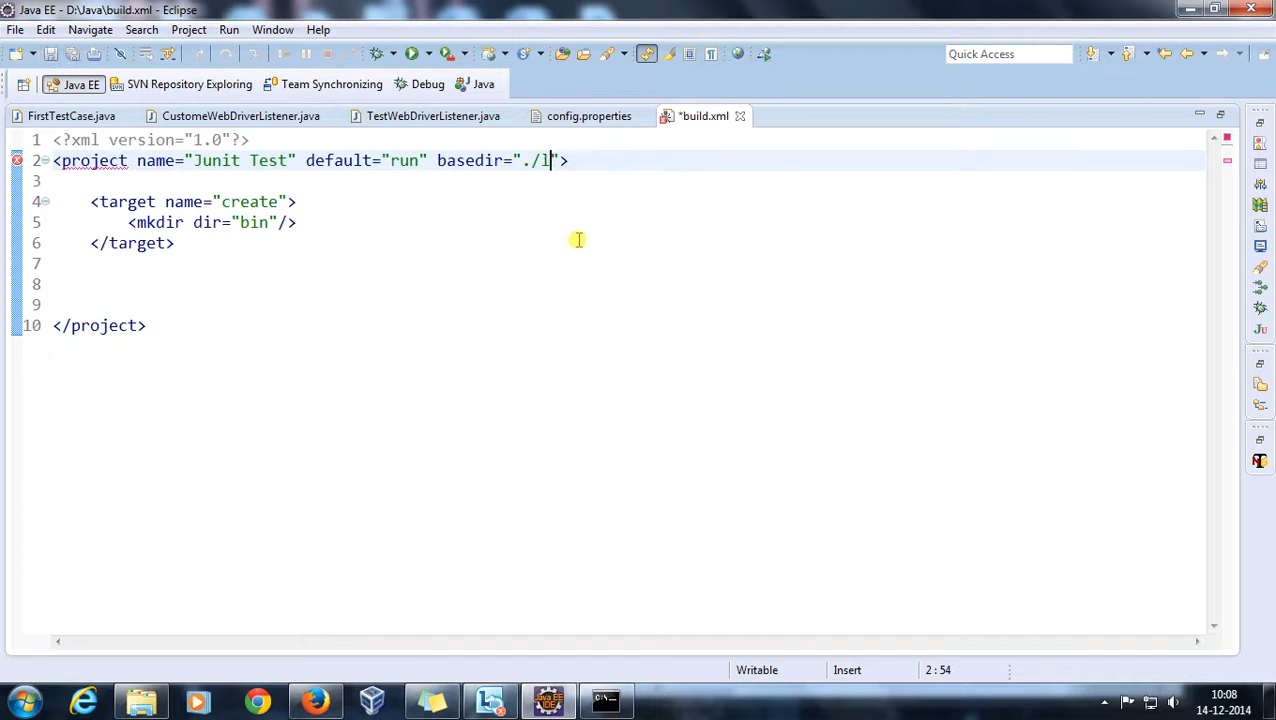 Java EE - D:\Java\build.xml - Eclipse
File Edit Navigate Search Project Run Window Help
Quick Access
Java EE SVN Repository Exploring Team Synchronizing Debug Java
FirstTestCase.java CustomeWebDriverListener.java TestWebDriverListener.java config.properties *build.xml
1 <?xml version="1.0"?>
2 <project name="Junit Test" default="run" basedir="./l">
3
4 <target name="create">
5 <mkdir dir="bin"/>
6 </target>
7
8
9
10 </project>
Writable Insert 2 : 54
10:08
14-12-2014